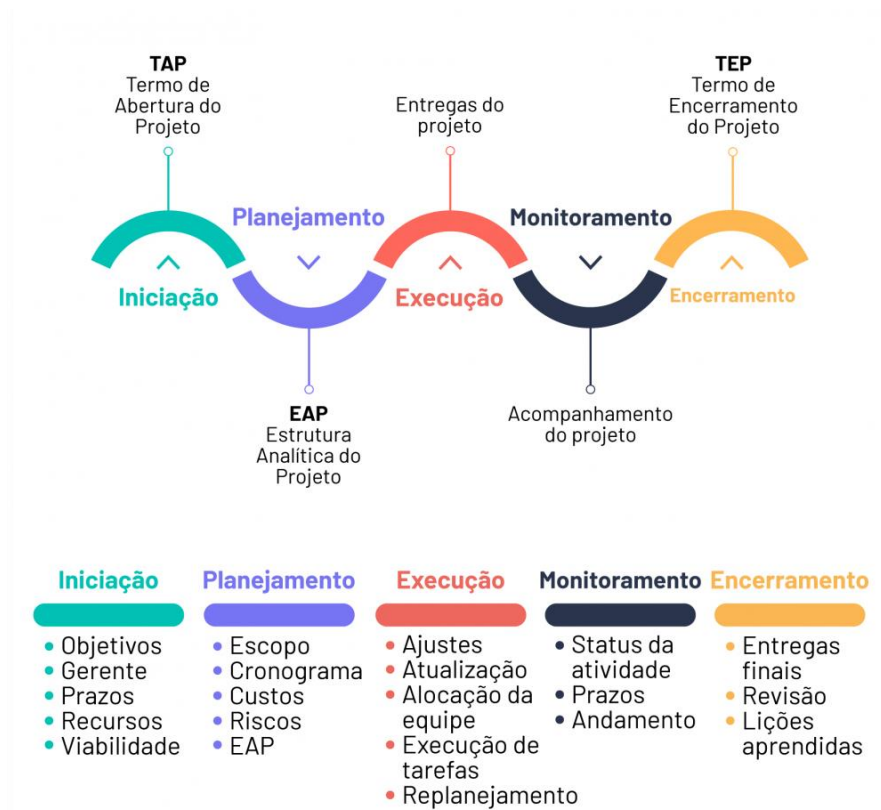 TAP
Termo de
Abertura do
Projeto
Entregas do
projeto
TEP
Termo de
Encerramento
do Projeto
Planejamento
Monitoramento
Iniciação
Execução
Encerramento
EAP
Estrutura
Analítica do
Projeto
Acompanhamento
do projeto
Iniciação
• Objetivos
• Gerente
• Prazos
• Recursos
• Viabilidade
Planejamento
• Escopo
• Cronograma
• Custos
• Riscos
• EAP
Execução
• Ajustes
• Atualização
• Alocação da
equipe
• Execução de
tarefas
• Replanejamento
Monitoramento
• Status da
atividade
• Prazos
• Andamento
Encerramento
• Entregas
finais
• Revisão
• Lições
aprendidas